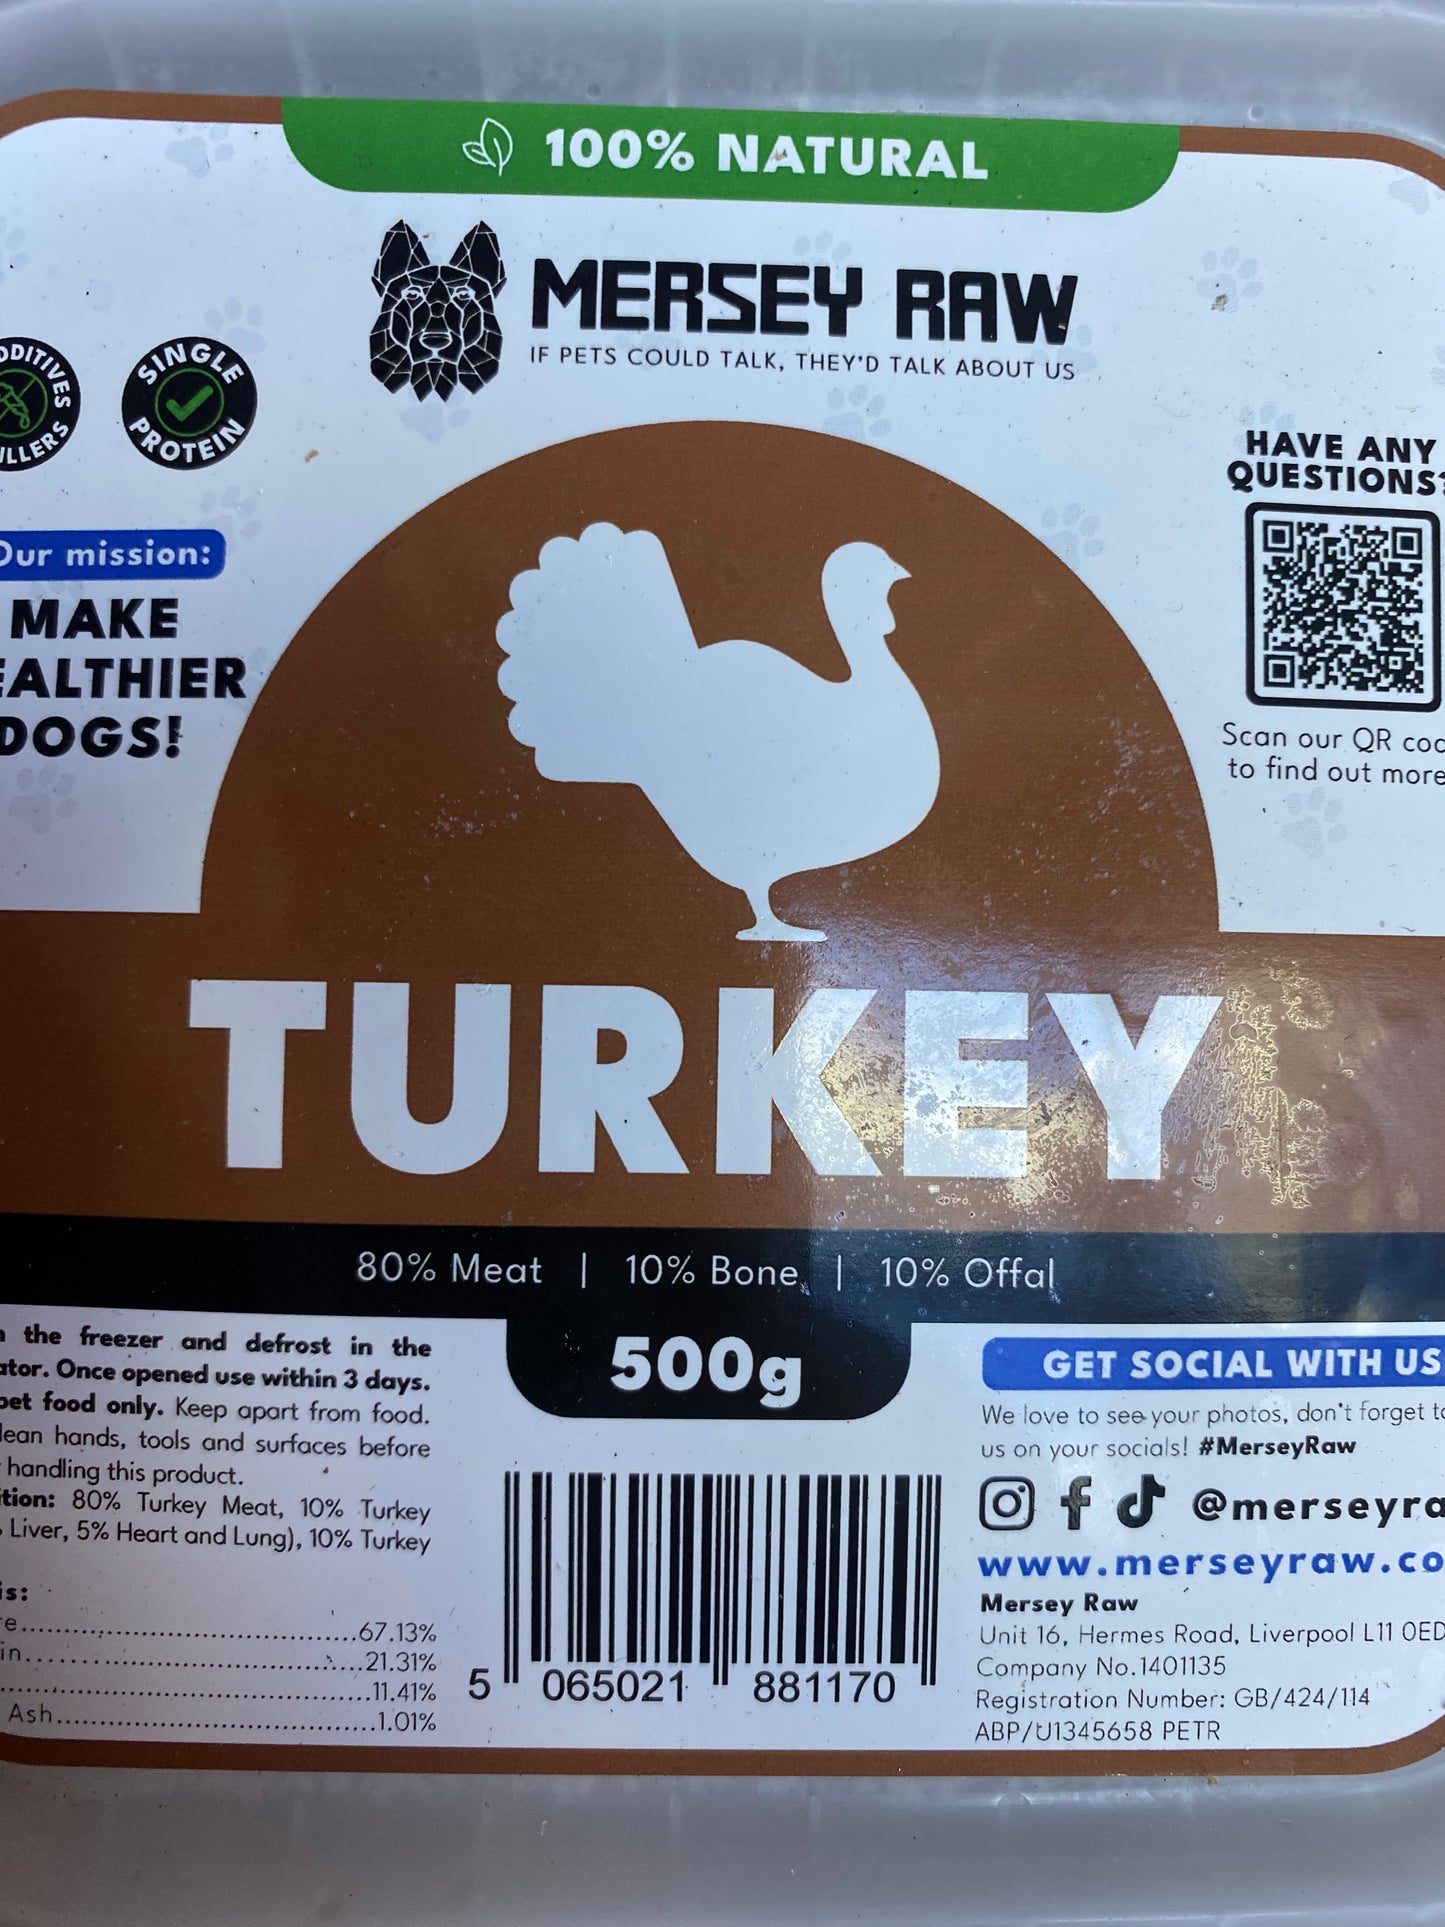 100% NATURAL
MERSEY RAW
IF PETS COULD TALK, THEY'D TALK ABOUT US
SINGLE
PROTEIN
HAVE ANY
QUESTIONS?
Scan our QR
to find out more
Our mission:
MAKE
DOGS!
TURKEY
80% Meat | 10% Bone | 10% Offal
500g
the freezer and defrost in the
Once opened use within 3 days.
pet food only. Keep apart from food.
hands, tools and surfaces before
handling this product.
80% Turkey Meat, 10% Turkey
Liver, 5% Heart and Lung), 10% Turkey
67.13%
21.31%
11.41%
Ash 1.01%
5 065021 881170
GET SOCIAL WITH US
We love to see your photos, don't forget
us on your socials! #MerseyRaw
Mersey Raw
Unit 16, Hermes Road, Liverpool L11 0ED
Company No.1401135
Registration Number: GB/424/114
ABP/U1345658 PETR